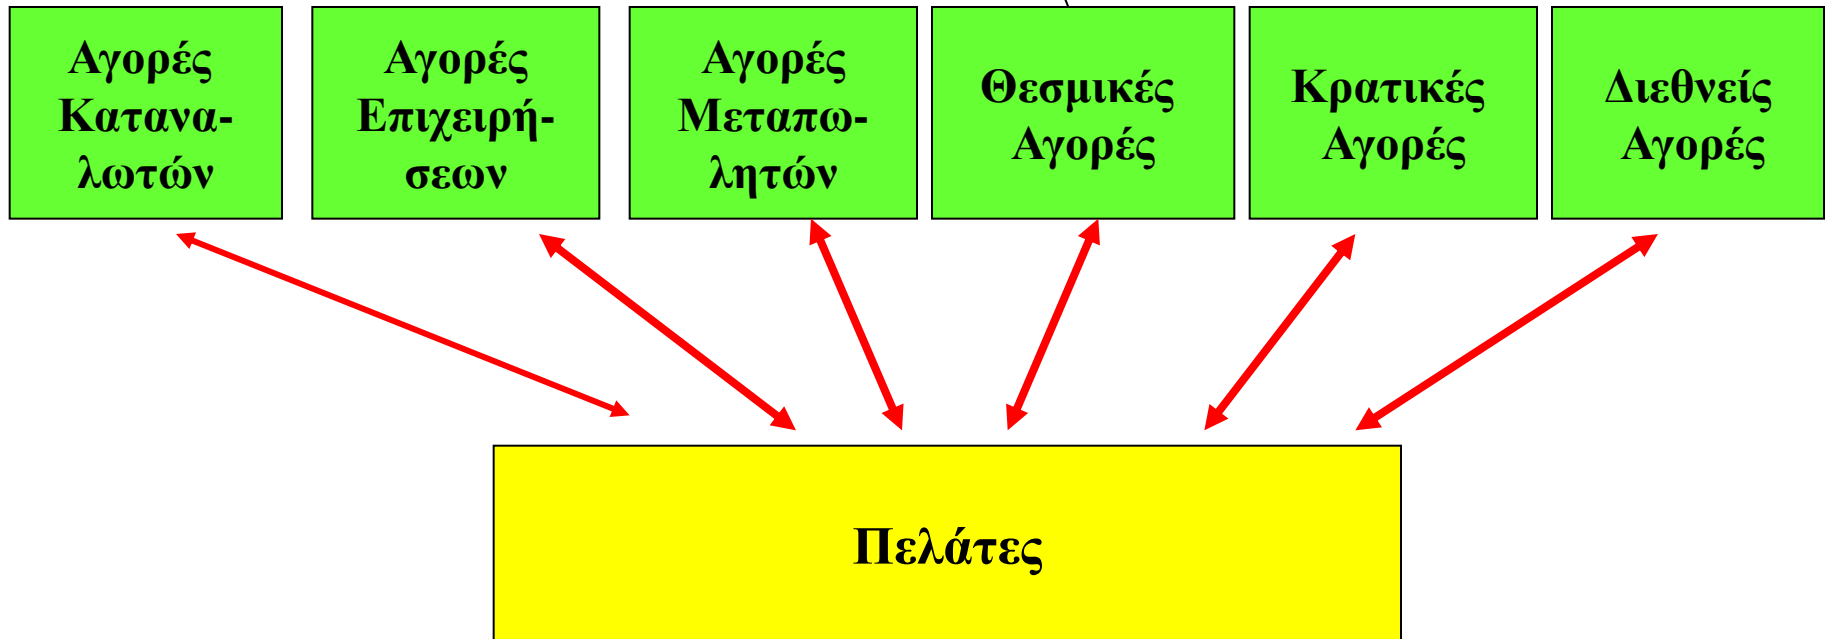 Αγορές
Κατανα-
λωτών
Αγορές
Επιχειρή-
σεων
Αγορές
Μεταπω-
λητών
Θεσμικές
Αγορές
Κρατικές
Αγορές
Διεθνείς
Αγορές
Πελάτες